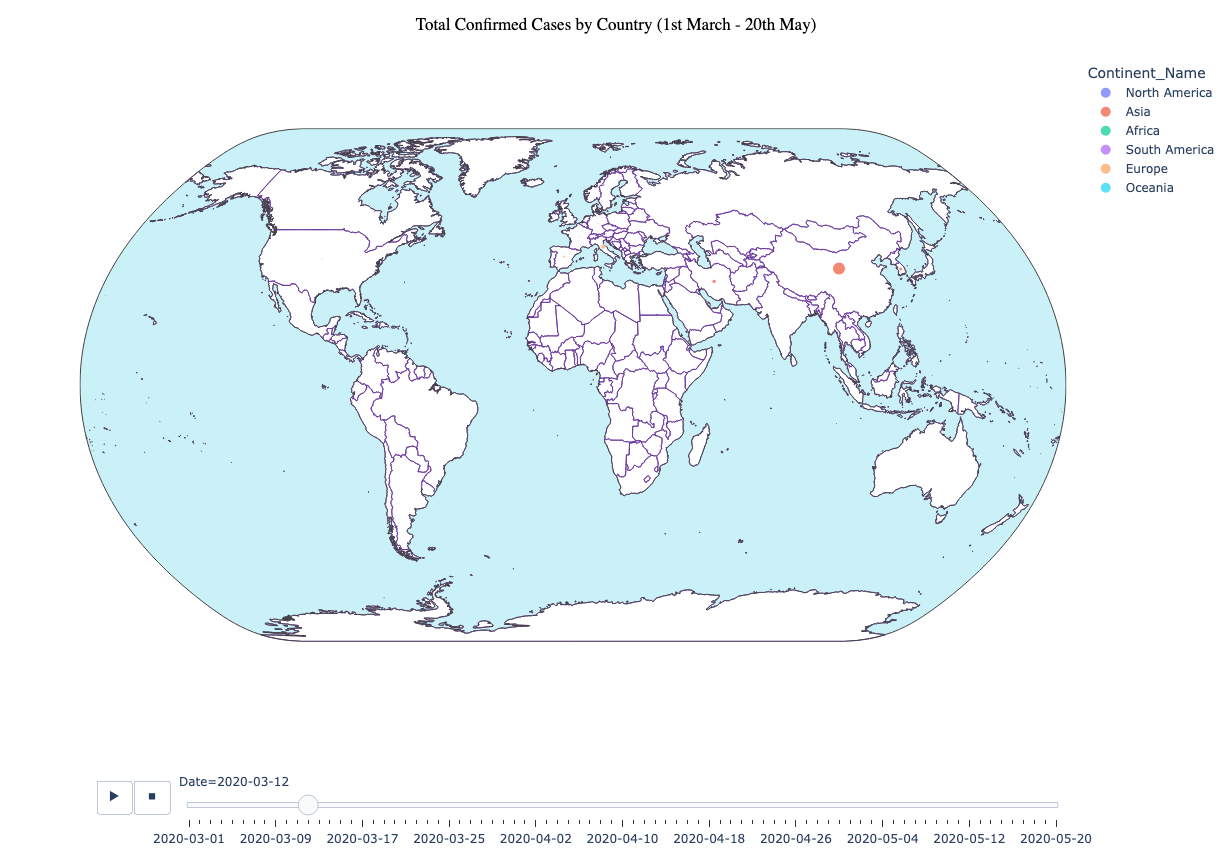 Total Confirmed Cases by Country (1st March - 20th May)
Continent_Name
North America
Asia
Africa
South America
Europe
Oceania
Date=2020-03-12
2020-03-01 2020-03-09 2020-03-17 2020-03-25 2020-04-02 2020-04-10 2020-04-18 2020-04-26 2020-05-04 2020-05-12 2020-05-20